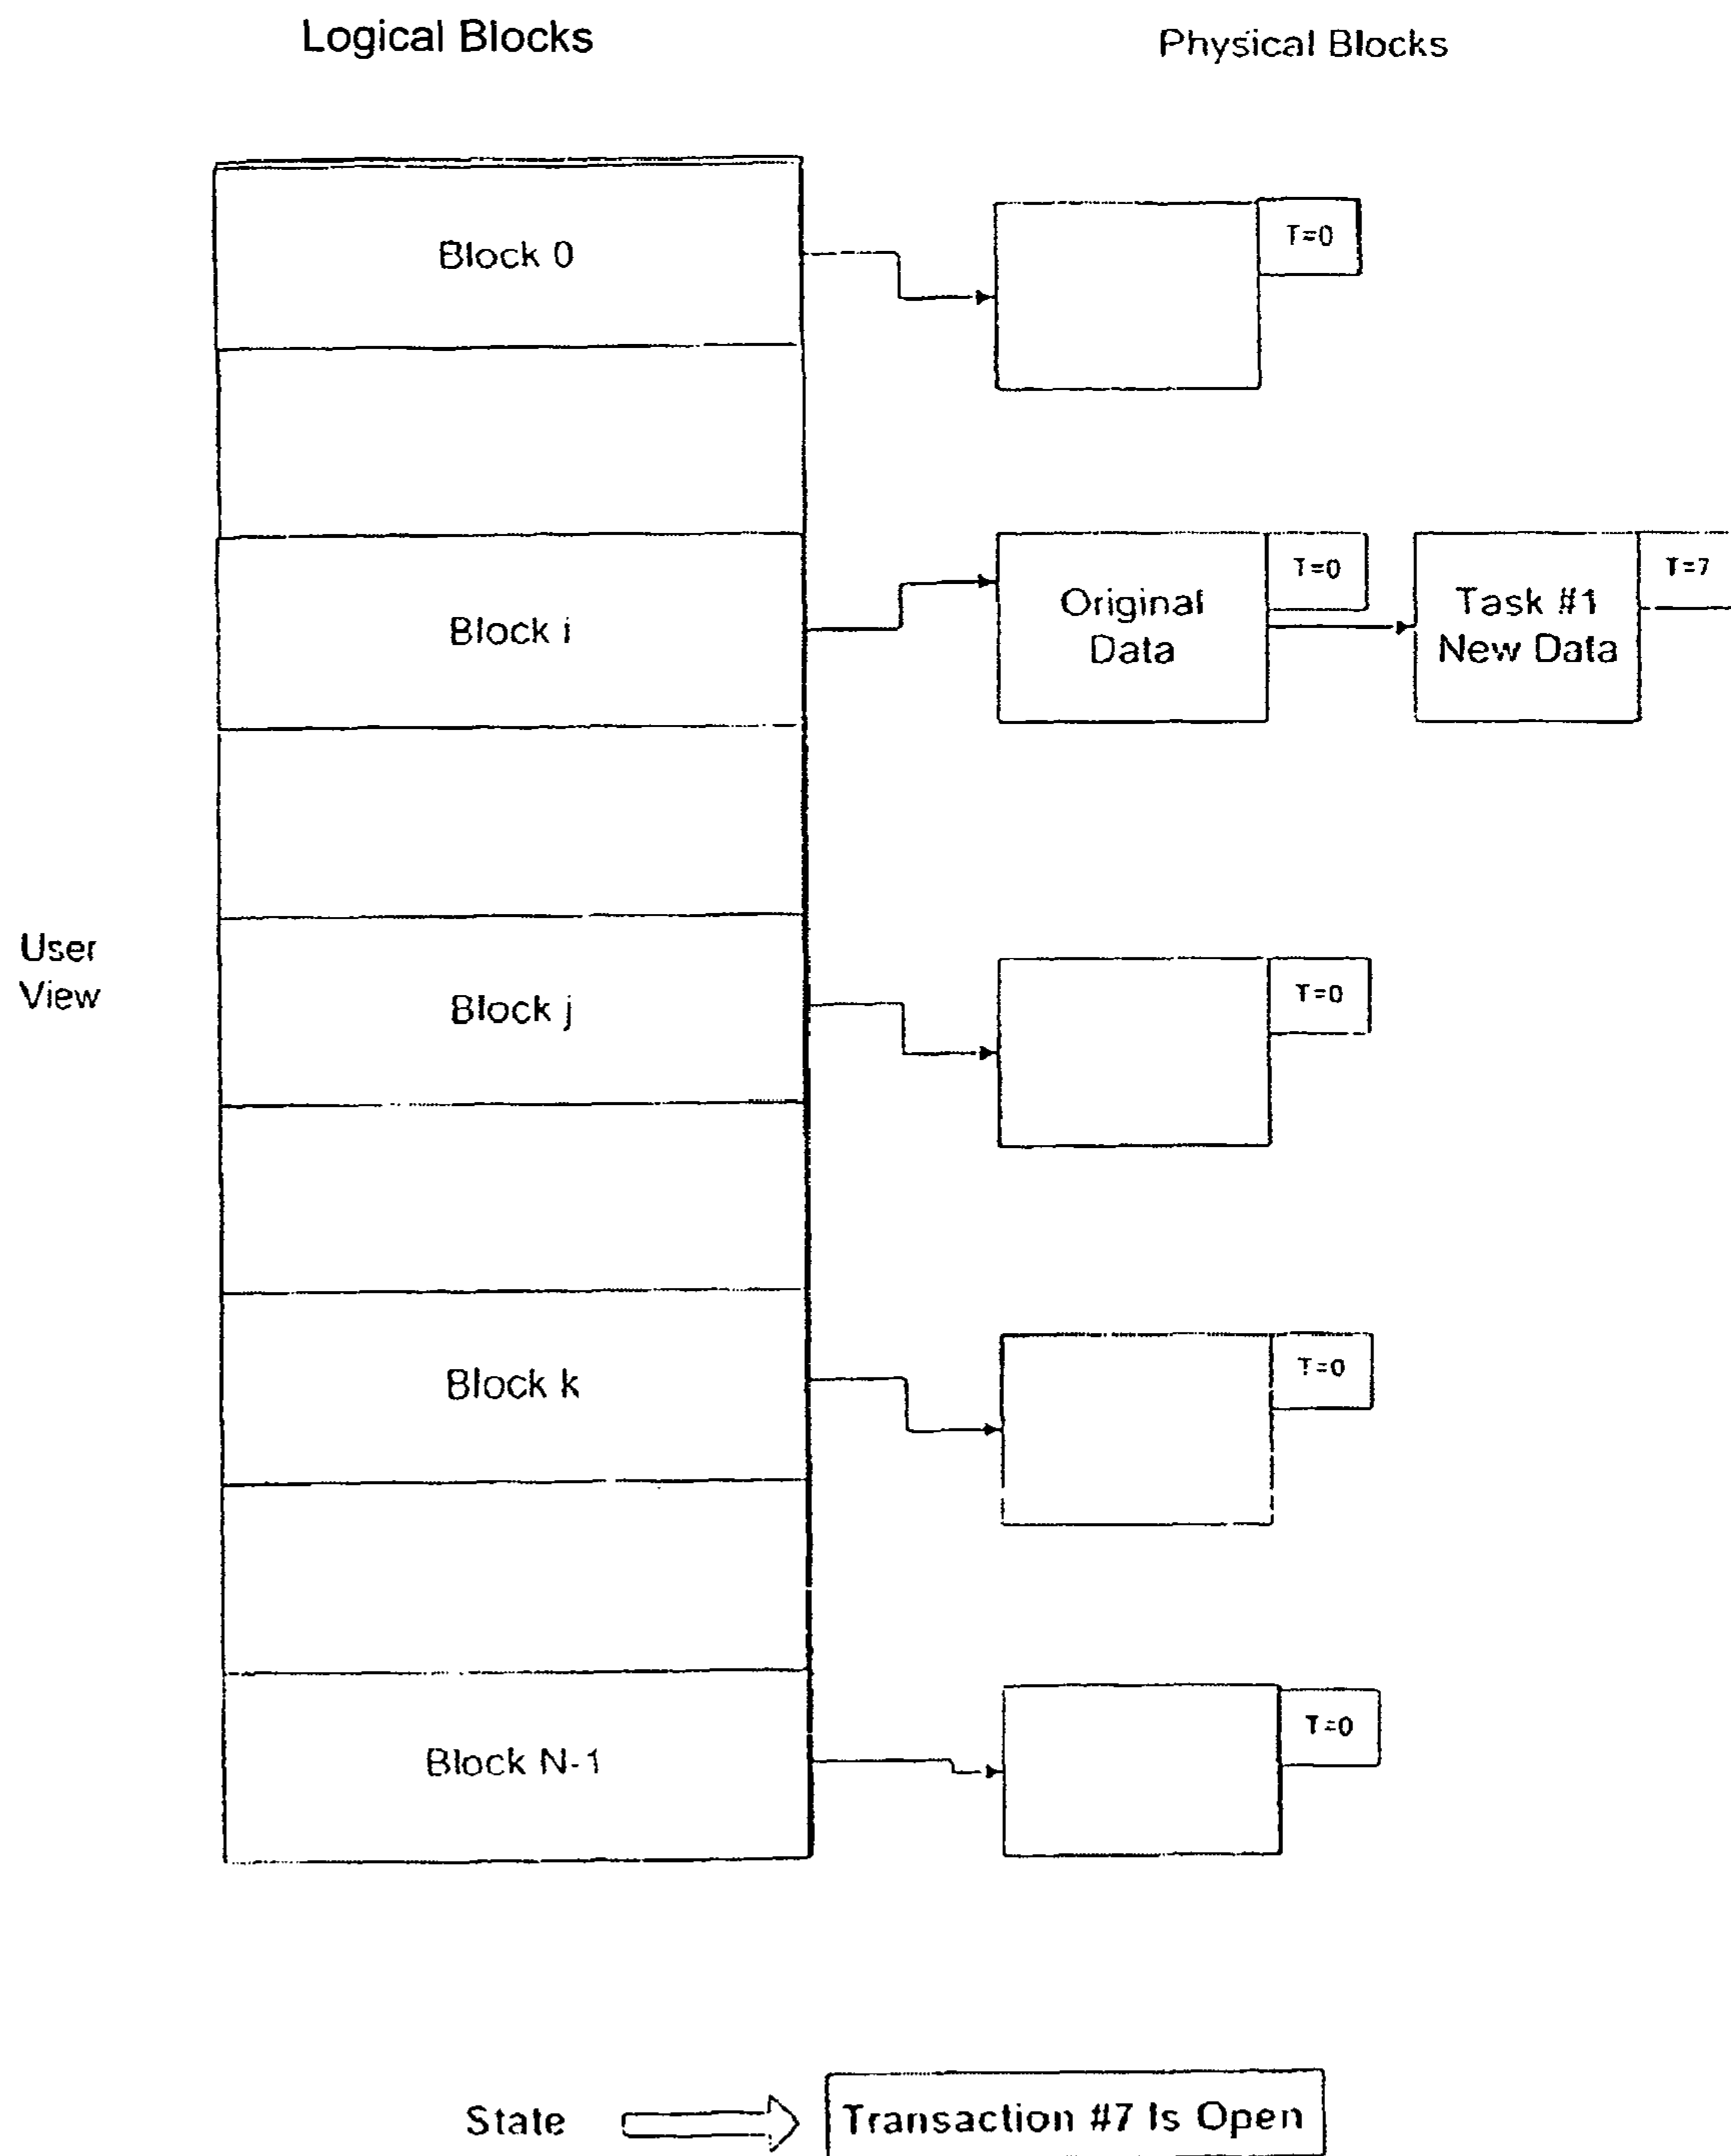 Logical Blocks
Physical Blocks
Block 0
T=0
Block i
Original
Data
T=0
Task #1
New Data
T=7
User
View
Block j
T=0
Block k
T=0
Block N-1
T=0
State
Transaction #7 Is Open